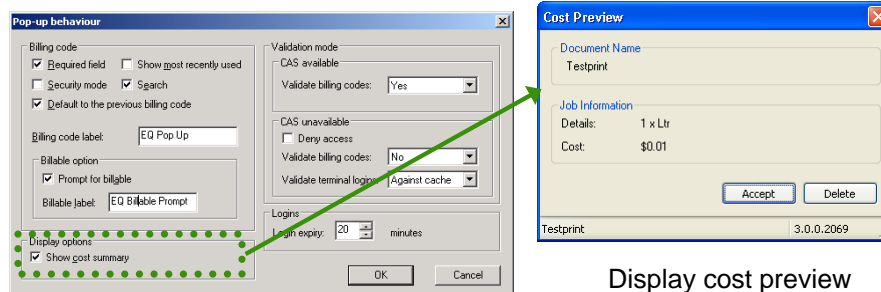 Pop-up behaviour
Billing code
Required field
Show most recently used
Security mode
Search
Default to the previous billing code
Billing code label:
EQ Pop Up
Billable option
Prompt for billable
Billable label:
EQ Billable Prompt
Display options
Show cost summary
Validation mode
CAS available
Validate billing codes:
Yes
CAS unavailable
Deny access
Validate billing codes:
No
Validate terminal logins:
Against cache
Logins
Login expiry:
20
minutes
OK
Cancel
Cost Preview
Document Name
Testprint
Job Information
Details:
1 x Ltr
Cost:
$0.01
Accept
Delete
Testprint
3.0.0.2069
Display cost preview